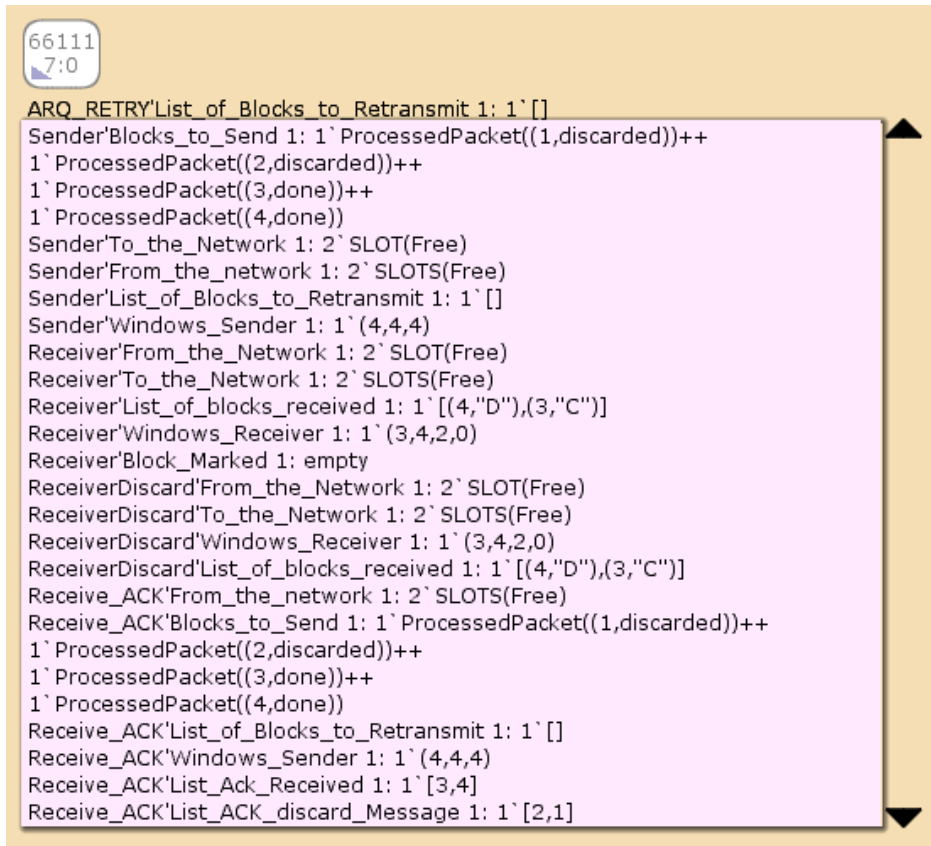 66111
7:0
ARQ_RETRY'List_of_Blocks_to_Retransmit 1: 1`[]
Sender'Blocks_to_Send 1: 1`ProcessedPacket((1,discarded))++
1`ProcessedPacket((2,discarded))++
1`ProcessedPacket((3,done))++
1`ProcessedPacket((4,done))
Sender'To_the_Network 1: 2`SLOT(Free)
Sender'From_the_network 1: 2`SLOTS(Free)
Sender'List_of_Blocks_to_Retransmit 1: 1`[]
Sender'Windows_Sender 1: 1`(4,4,4)
Receiver'From_the_Network 1: 2`SLOT(Free)
Receiver'To_the_Network 1: 2`SLOTS(Free)
Receiver'List_of_blocks_received 1: 1`[(4,"D"),(3,"C")]
Receiver'Windows_Receiver 1: 1`(3,4,2,0)
Receiver'Block_Marked 1: empty
ReceiverDiscard'From_the_Network 1: 2`SLOT(Free)
ReceiverDiscard'To_the_Network 1: 2`SLOTS(Free)
ReceiverDiscard'Windows_Receiver 1: 1`(3,4,2,0)
ReceiverDiscard'List_of_blocks_received 1: 1`[(4,"D"),(3,"C")]
Receive_ACK'From_the_network 1: 2`SLOTS(Free)
Receive_ACK'Blocks_to_Send 1: 1`ProcessedPacket((1,discarded))++
1`ProcessedPacket((2,discarded))++
1`ProcessedPacket((3,done))++
1`ProcessedPacket((4,done))
Receive_ACK'List_of_Blocks_to_Retransmit 1: 1`[]
Receive_ACK'Windows_Sender 1: 1`(4,4,4)
Receive_ACK'List_Ack_Received 1: 1`[3,4]
Receive_ACK'List_ACK_discard_Message 1: 1`[2,1]